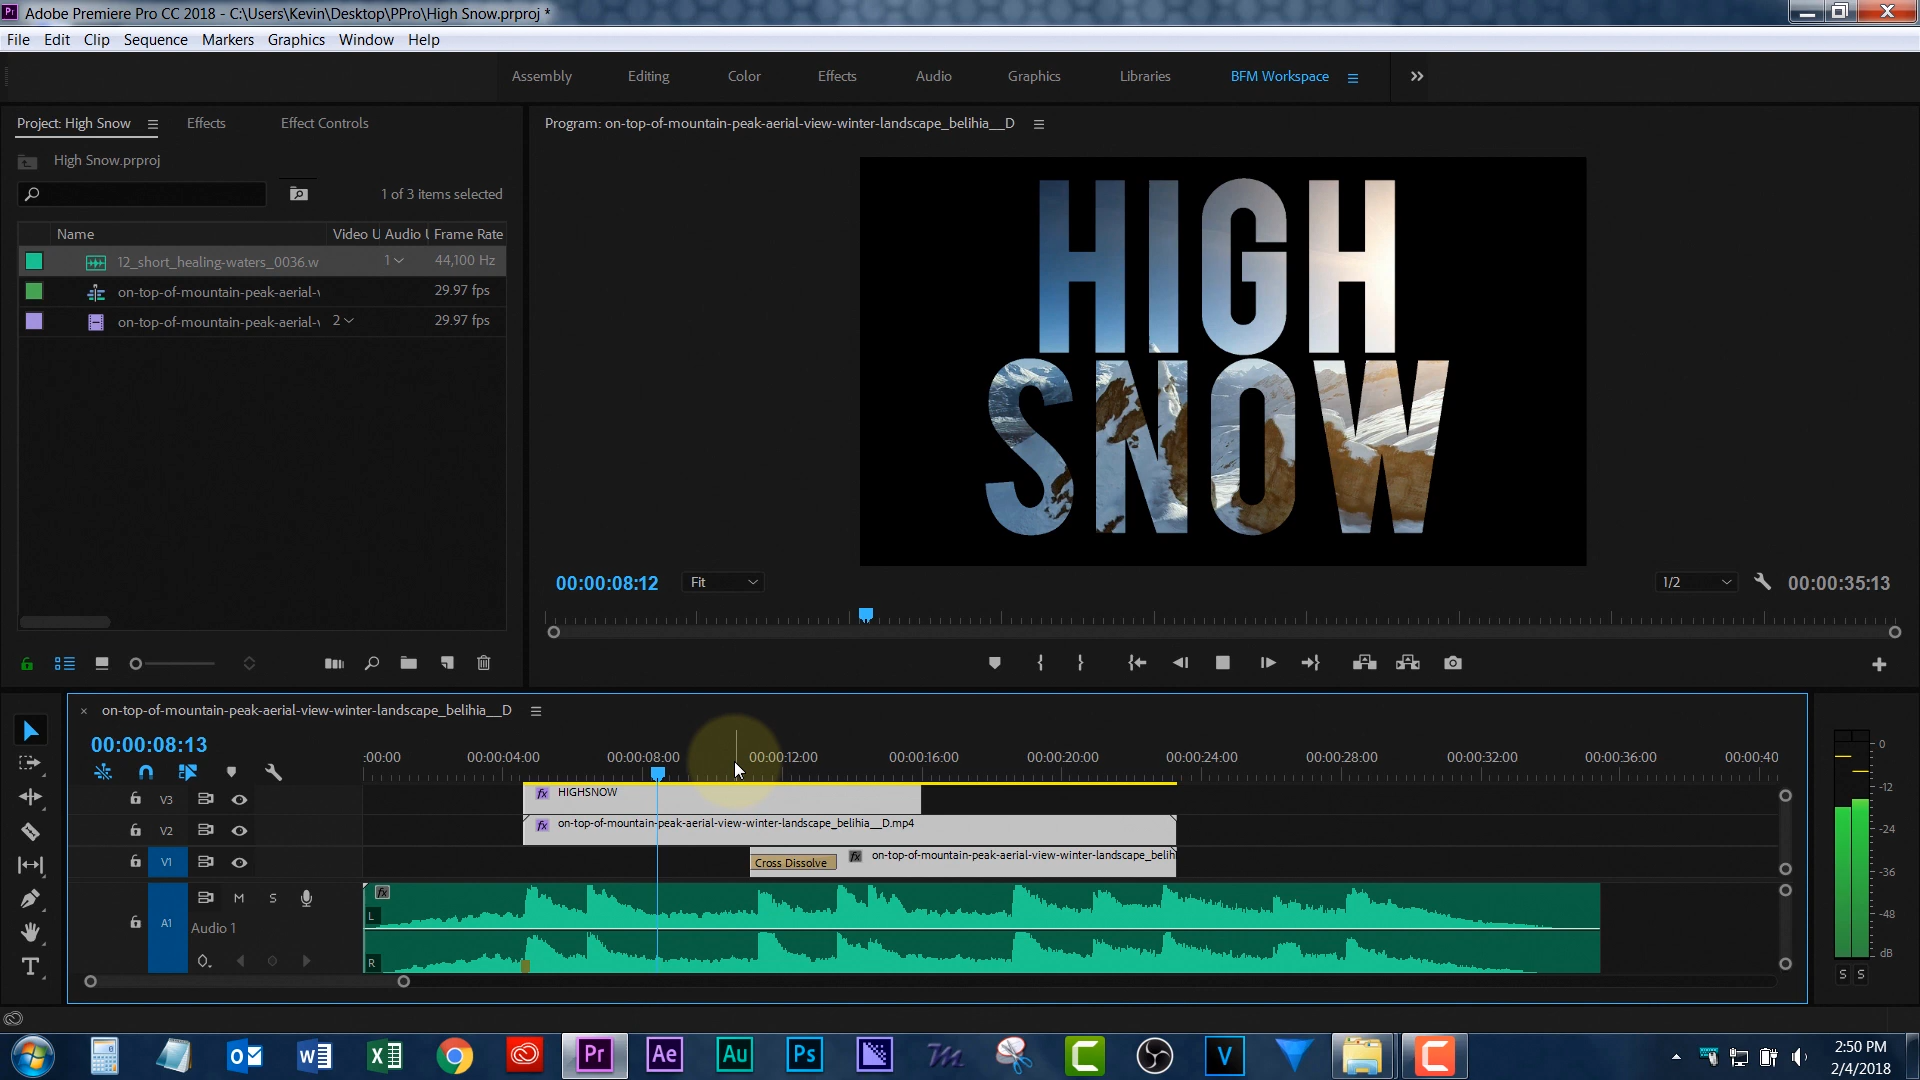 Pr Adobe Premiere Pro CC 2018 - C:\Users\Kevin\Desktop\PPro\High Snow.prproj *
File Edit Clip Sequence Markers Graphics Window Help
Assembly Editing Color Effects Audio Graphics Libraries BFM Workspace
Project: High Snow Effects Effect Controls
Program: on-top-of-mountain-peak-aerial-view-winter-landscape_belihia__D
High Snow.prproj
1 of 3 items selected
Name Video U Audio U Frame Rate
12_short_healing-waters_0036.w 1 44,100 Hz
on-top-of-mountain-peak-aerial-v 29.97 fps
on-top-of-mountain-peak-aerial-v 2 29.97 fps
HIGH
SNOW
00:00:08:12 Fit 1/2 00:00:35:13
on-top-of-mountain-peak-aerial-view-winter-landscape_belihia__D
00:00:08:13
:00:00 00:00:04:00 00:00:08:00 00:00:12:00 00:00:16:00 00:00:20:00 00:00:24:00 00:00:28:00 00:00:32:00 00:00:36:00 00:00:40
V3 fx HIGHSNOW
V2 fx on-top-of-mountain-peak-aerial-view-winter-landscape_belihia__D.mp4
V1 Cross Dissolve fx on-top-of-mountain-peak-aerial-view-winter-landscape_belih
M S fx
L
A1 Audio 1
R
0
-12
-24
-36
-48
dB
S S
Pr Ae Au Ps V
2:50 PM
2/4/2018